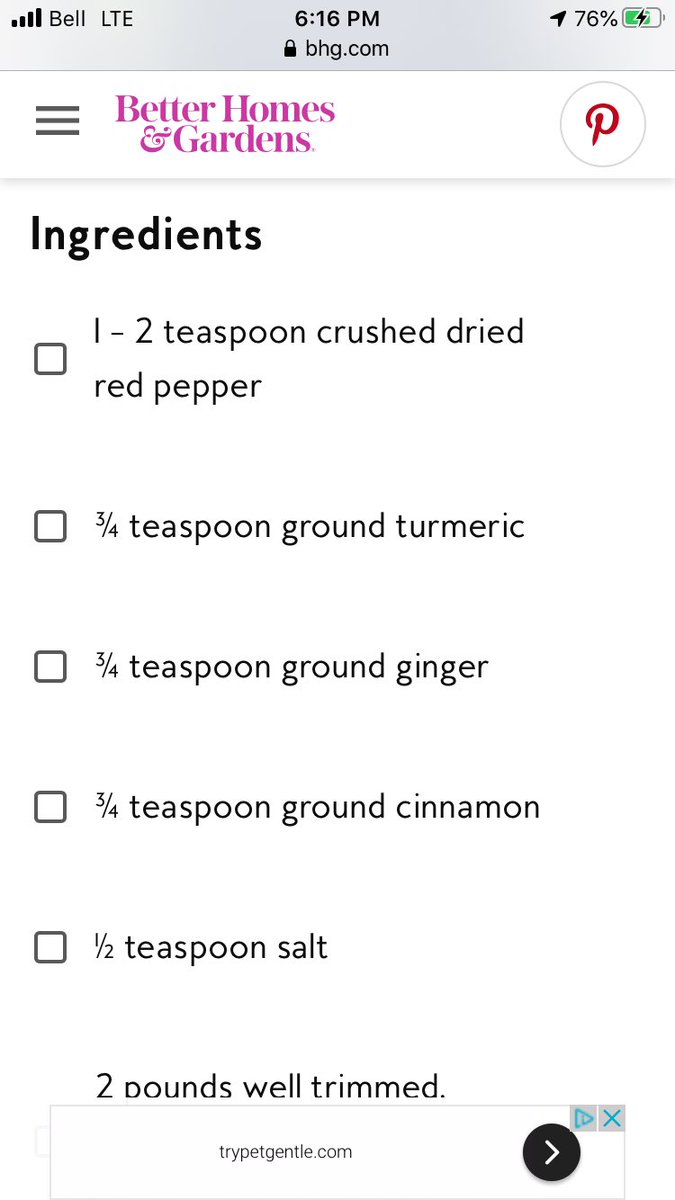 Bell LTE 6:16 PM 76%
bhg.com
Better Homes
& Gardens.
Ingredients
1 – 2 teaspoon crushed dried
red pepper
¾ teaspoon ground turmeric
¾ teaspoon ground ginger
¾ teaspoon ground cinnamon
½ teaspoon salt
2 pounds well trimmed,
trypetgentle.com